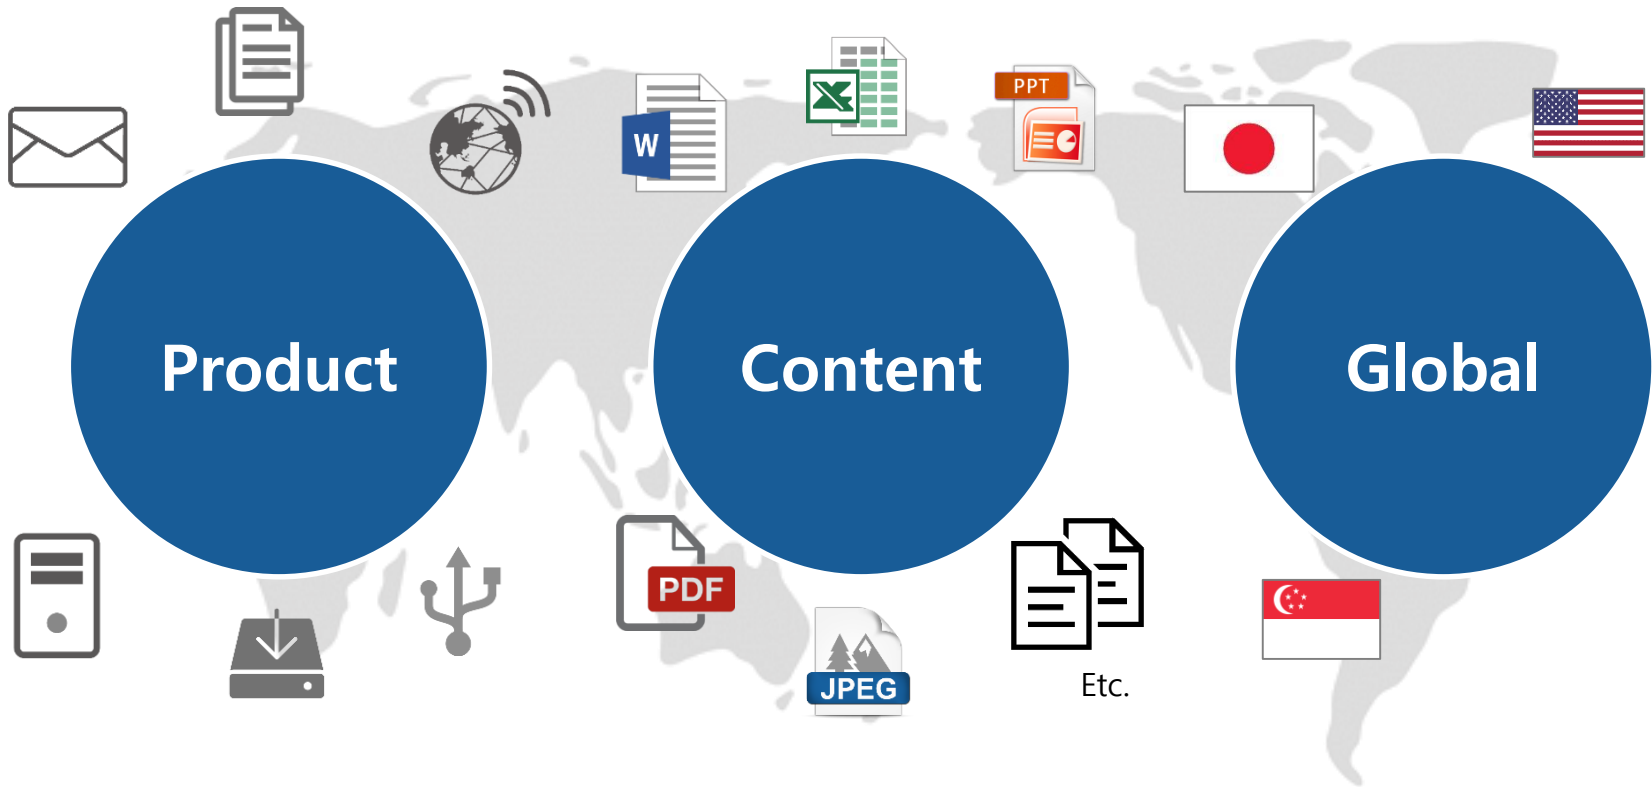 W
PPT
Product
Content
Global
PDF
JPEG
Etc.